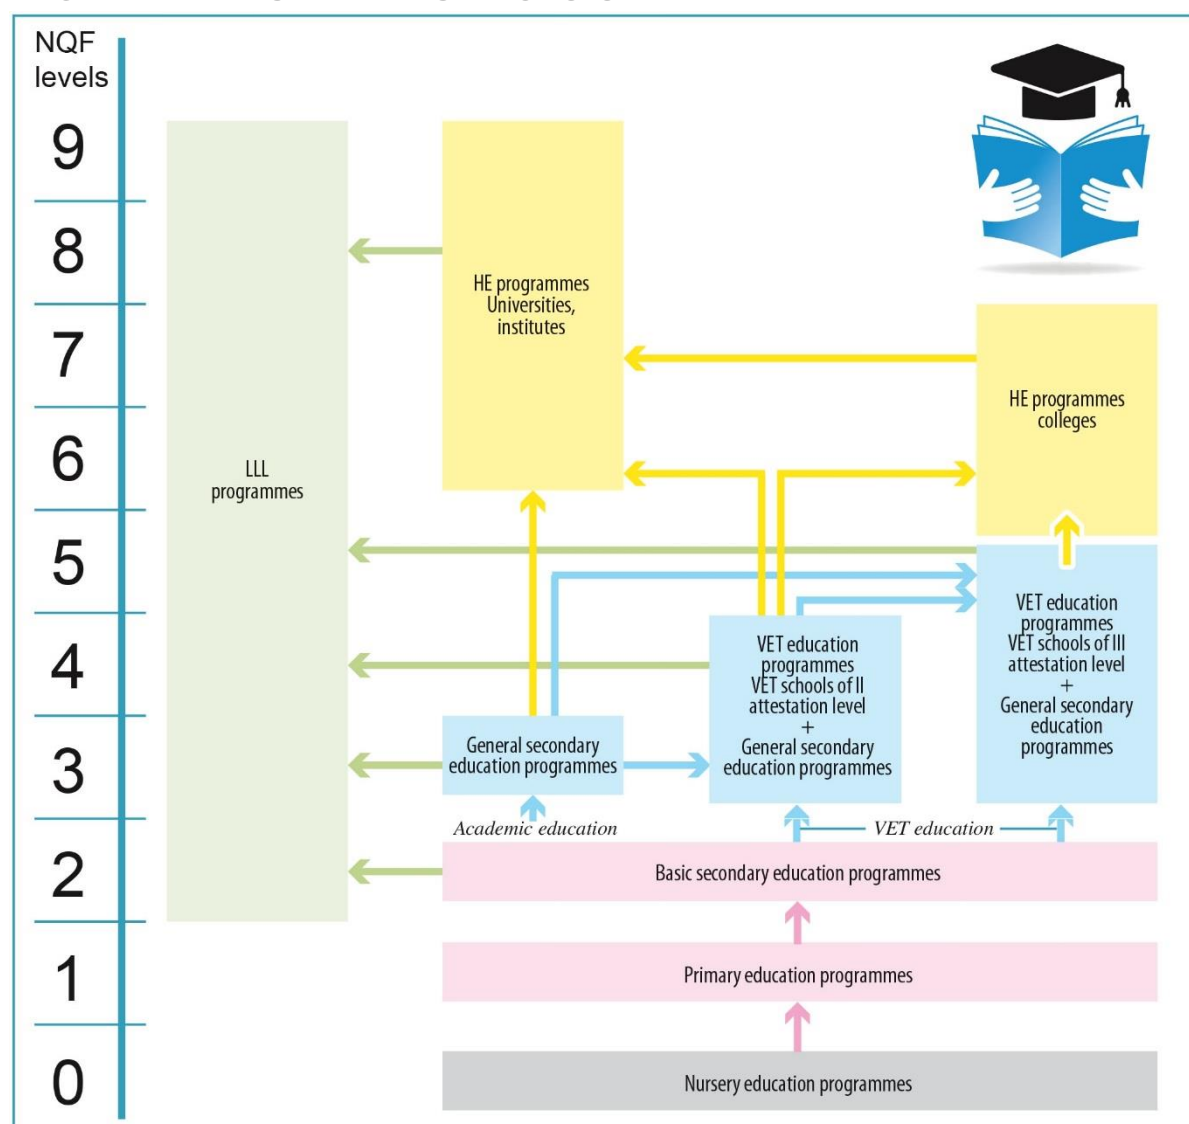 NQF
levels
9
8
7
6
5
4
3
2
1
0
LLL
programmes
HE programmes
Universities,
institutes
HE programmes
colleges
General secondary
education programmes
VET education
programmes
VET schools of II
attestation level
+
General secondary
education programmes
VET education
programmes
VET schools of III
attestation level
+
General secondary
education
programmes
Academic education
VET education
Basic secondary education programmes
Primary education programmes
Nursery education programmes